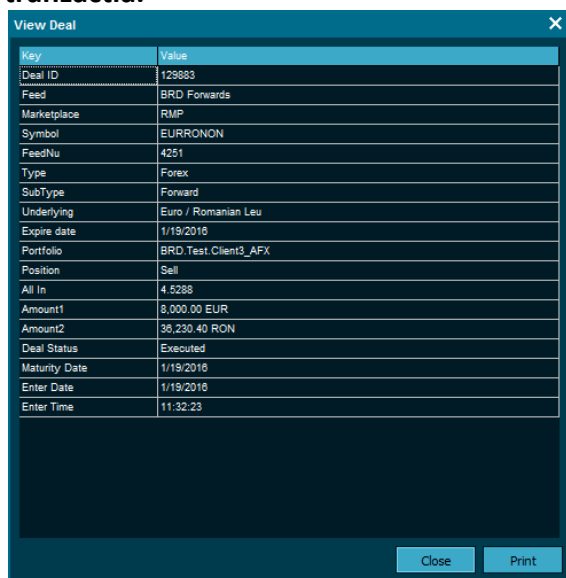 tranzactia.
View Deal
Key Value
Deal ID 129883
Feed BRD Forwards
Marketplace RMP
Symbol EURRONON
FeedNu 4251
Type Forex
SubType Forward
Underlying Euro / Romanian Leu
Expire date 1/19/2016
Portfolio BRD.Test.Client3_AFX
Position Sell
All In 4.5288
Amount1 8,000.00 EUR
Amount2 36,230.40 RON
Deal Status Executed
Maturity Date 1/19/2016
Enter Date 1/19/2016
Enter Time 11:32:23
Close Print